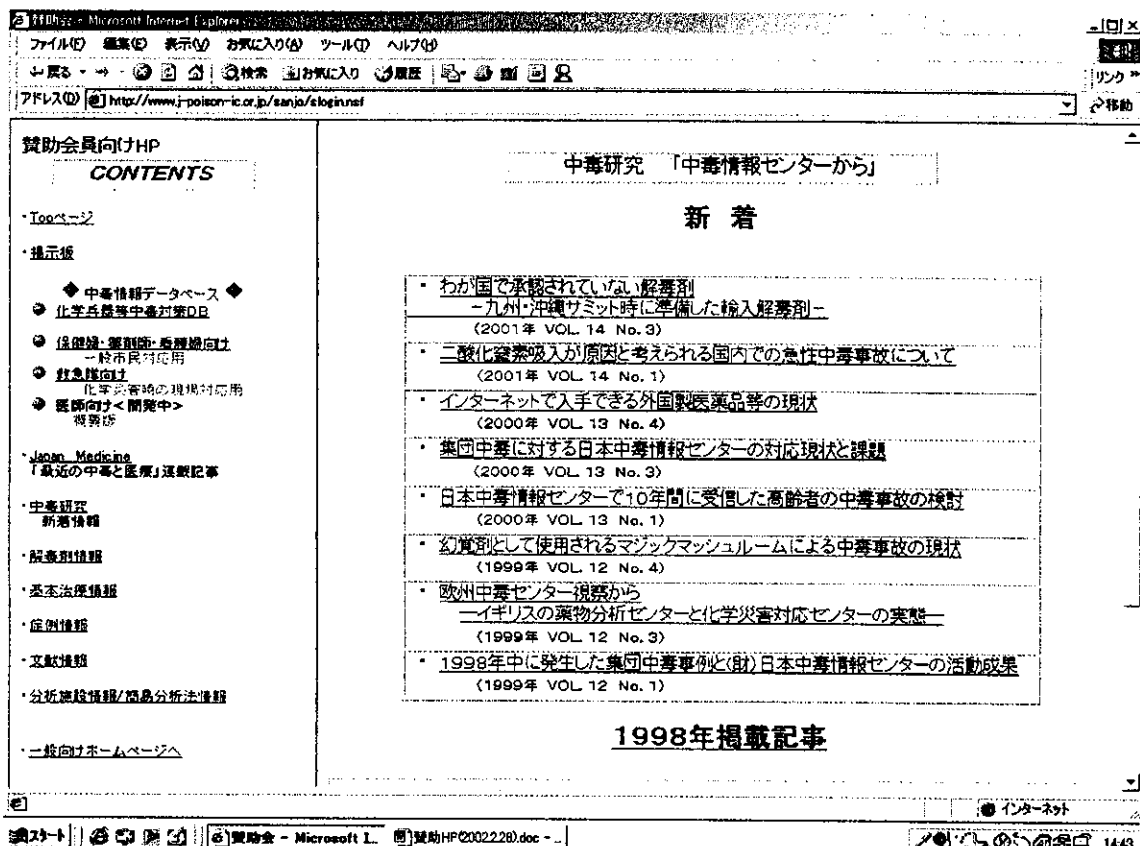 賛助会 - Microsoft Internet Explorer
ファイル(F) 編集(E) 表示(V) お気に入り(A) ツール(T) ヘルプ(H)
戻る 検索 お気に入り 履歴
リンク »
アドレス(D) http://www.j-poison-ic.or.jp/sanjo/slogin.nsf
移動
賛助会員向けHP
CONTENTS
・Topページ
・掲示板
◆ 中毒情報データベース ◆
化学兵器等中毒対策DB
保健婦・薬剤師・看護婦向け
一般市民対応用
救急隊向け
化学災害時の現場対応用
医師向け<開発中>
概要版
・Japan Medicine
「最近の中毒と医療」連載記事
・中毒研究
新着情報
・解毒剤情報
・基本治療情報
・症例情報
・文献情報
・分析施設情報/簡易分析法情報
・一般向けホームページへ
中毒研究 「中毒情報センターから」
新 着
・ わが国で承認されていない解毒剤
－九州・沖縄サミット時に準備した輸入解毒剤－
(2001年 VOL. 14 No. 3)
・ 二酸化窒素吸入が原因と考えられる国内での急性中毒事故について
(2001年 VOL. 14 No. 1)
・ インターネットで入手できる外国製医薬品等の現状
(2000年 VOL. 13 No. 4)
・ 集団中毒に対する日本中毒情報センターの対応現状と課題
(2000年 VOL. 13 No. 3)
・ 日本中毒情報センターで10年間に受信した高齢者の中毒事故の検討
(2000年 VOL. 13 No. 1)
・ 幻覚剤として使用されるマジックマッシュルームによる中毒事故の現状
(1999年 VOL. 12 No. 4)
・ 欧州中毒センター視察から
―イギリスの薬物分析センターと化学災害対応センターの実態―
(1999年 VOL. 12 No. 3)
・ 1998年中に発生した集団中毒事例と(財)日本中毒情報センターの活動成果
(1999年 VOL. 12 No. 1)
1998年掲載記事
インターネット
スタート 賛助会 - Microsoft I... 賛助HP(2002228).doc - ... 14:43